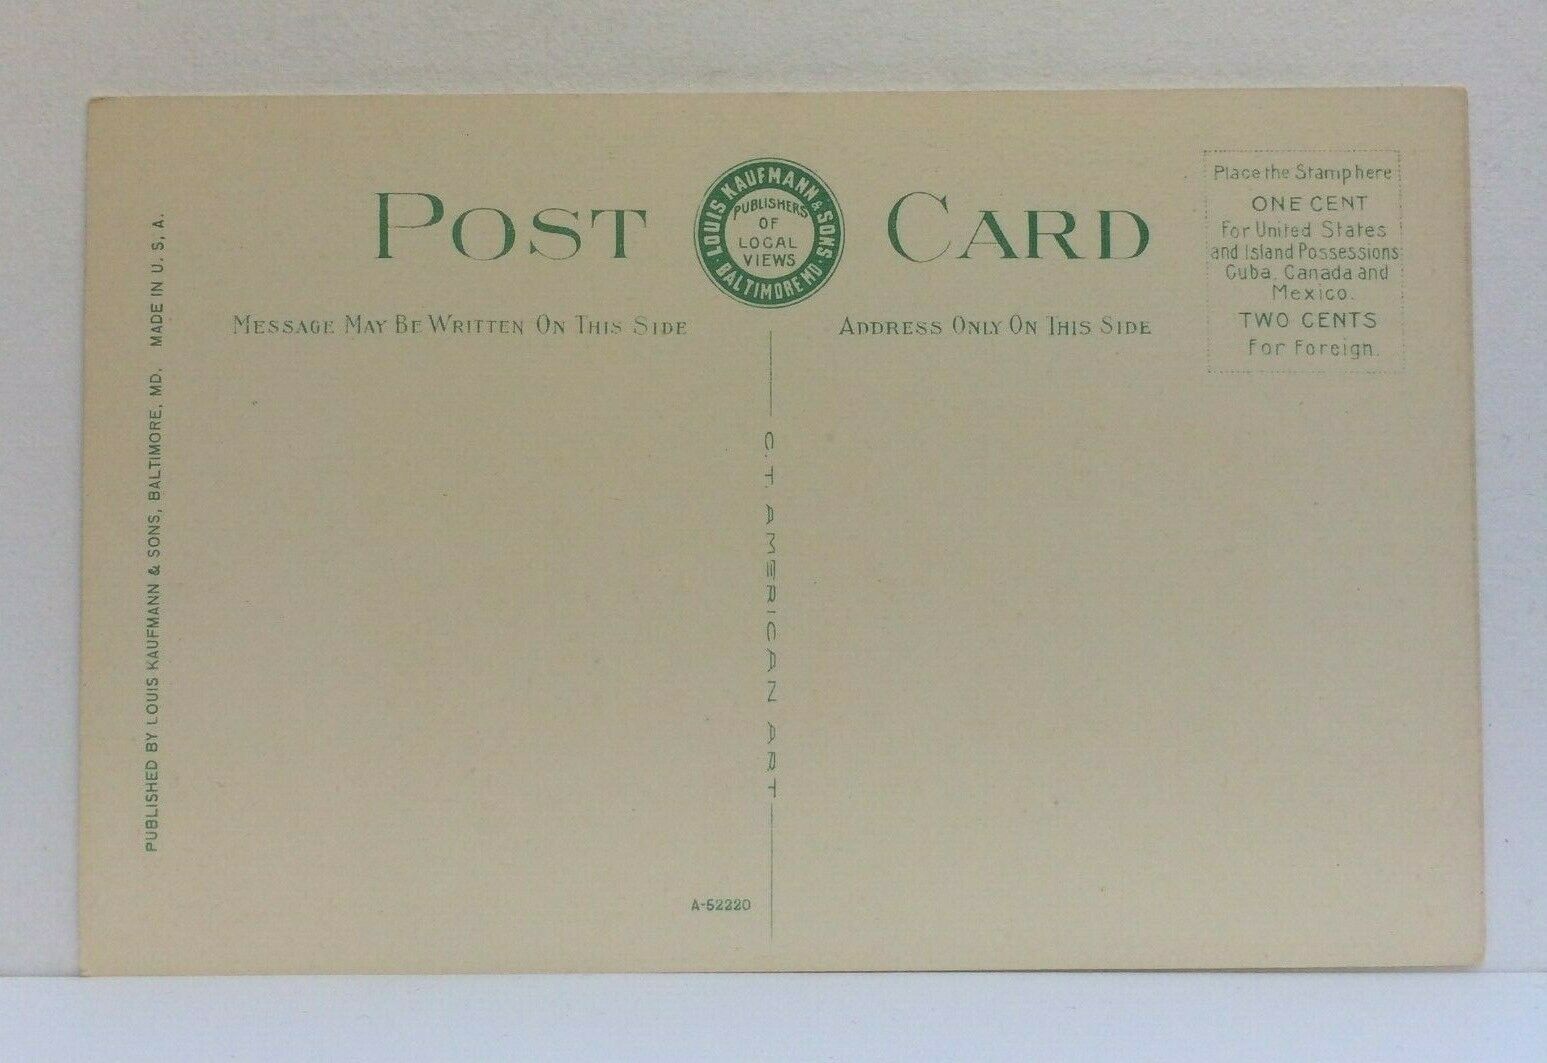 POST CARD
LOUIS KAUFMANN & SONS
PUBLISHERS
OF
LOCAL
VIEWS
· BALTIMORE MD ·
Place the Stamp here
ONE CENT
For United States
and Island Possessions
Cuba, Canada and
Mexico.
TWO CENTS
For Foreign.
MESSAGE MAY BE WRITTEN ON THIS SIDE
ADDRESS ONLY ON THIS SIDE
PUBLISHED BY LOUIS KAUFMANN & SONS, BALTIMORE, MD. MADE IN U. S. A.
C. T. AMERICAN ART
A-52220